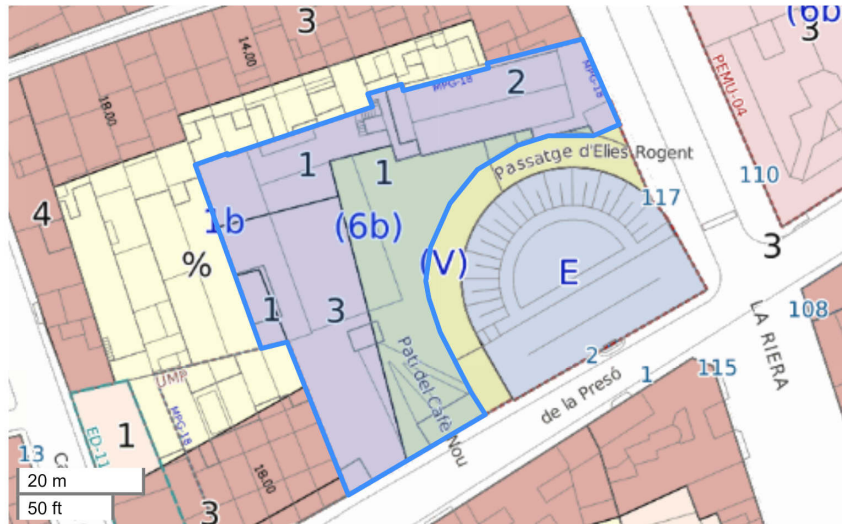 3
(6b)
3
14,00
MPG-18
2
MPG-18
PEMU-04
18.00
Passatge d'Elies Rogent
1
1
110
117
4
1b
(6b)
3
%
(V)
E
LA RIERA
1
3
108
Pati del Cafè Nou
2
UMP
de la Presó
1
115
MPG-18
ED-11
1
13
18.00
3
20 m
50 ft